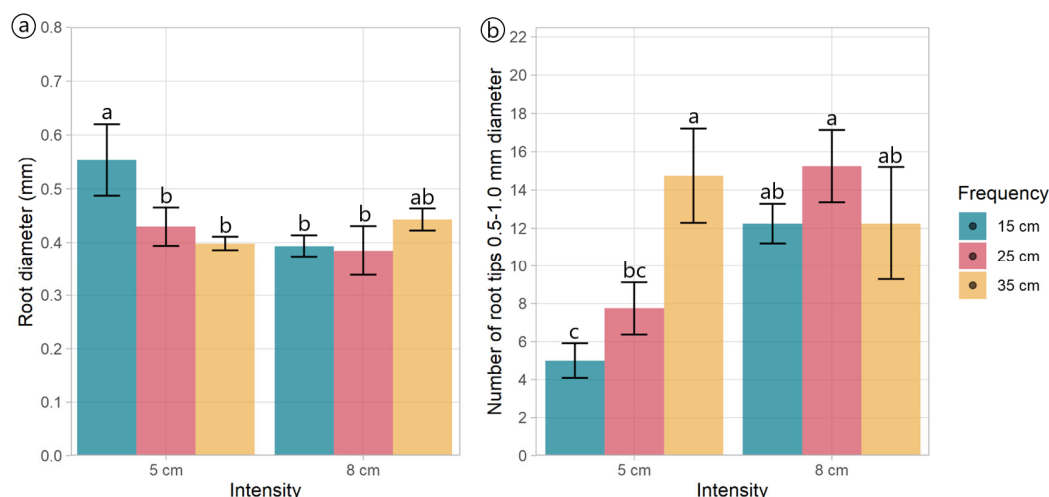 a
Root diameter (mm)
0.8
0.7
0.6
0.5
0.4
0.3
0.2
0.1
0.0
a
b
b
b
b
ab
5 cm
8 cm
Intensity
b
Number of root tips 0.5-1.0 mm diameter
22
20
18
16
14
12
10
8
6
4
2
0
c
bc
a
ab
a
ab
5 cm
8 cm
Intensity
Frequency
15 cm
25 cm
35 cm